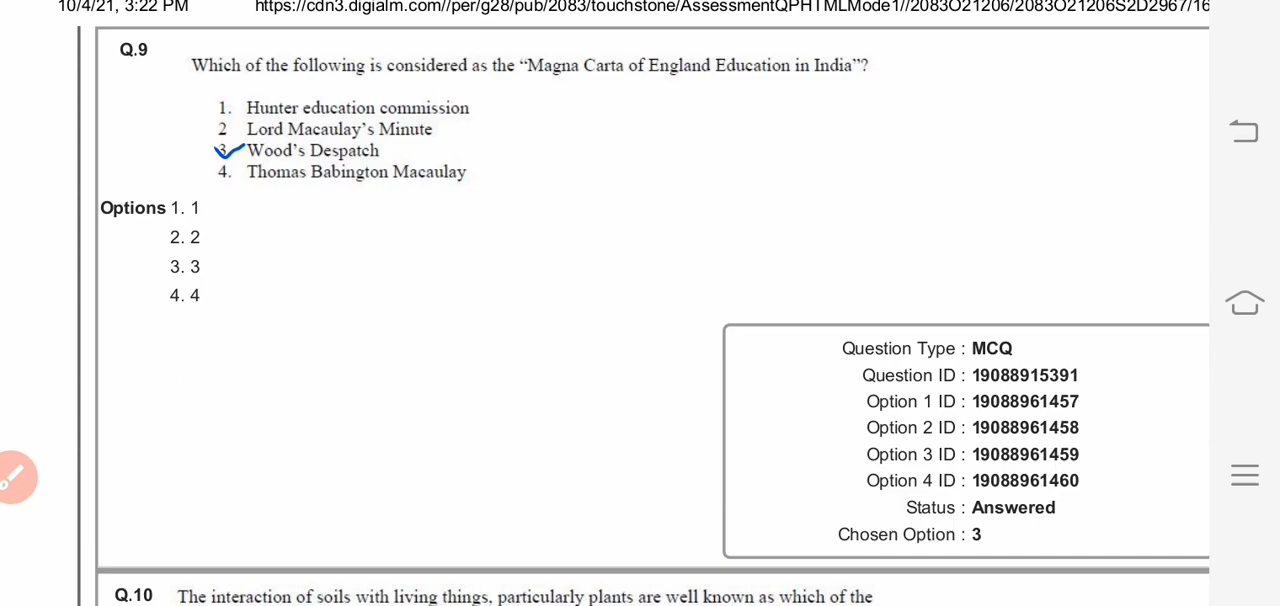 10/4/21, 3:22 PM https://cdn3.digialm.com//per/g28/pub/2083/touchstone/AssessmentQPHTMLMode1//2083O21206/2083O21206S2D2967/16
Q.9
Which of the following is considered as the “Magna Carta of England Education in India”?
1. Hunter education commission
2 Lord Macaulay’s Minute
3 Wood’s Despatch
4. Thomas Babington Macaulay
Options 1. 1
2. 2
3. 3
4. 4
Question Type : MCQ
Question ID : 19088915391
Option 1 ID : 19088961457
Option 2 ID : 19088961458
Option 3 ID : 19088961459
Option 4 ID : 19088961460
Status : Answered
Chosen Option : 3
Q.10 The interaction of soils with living things, particularly plants are well known as which of the